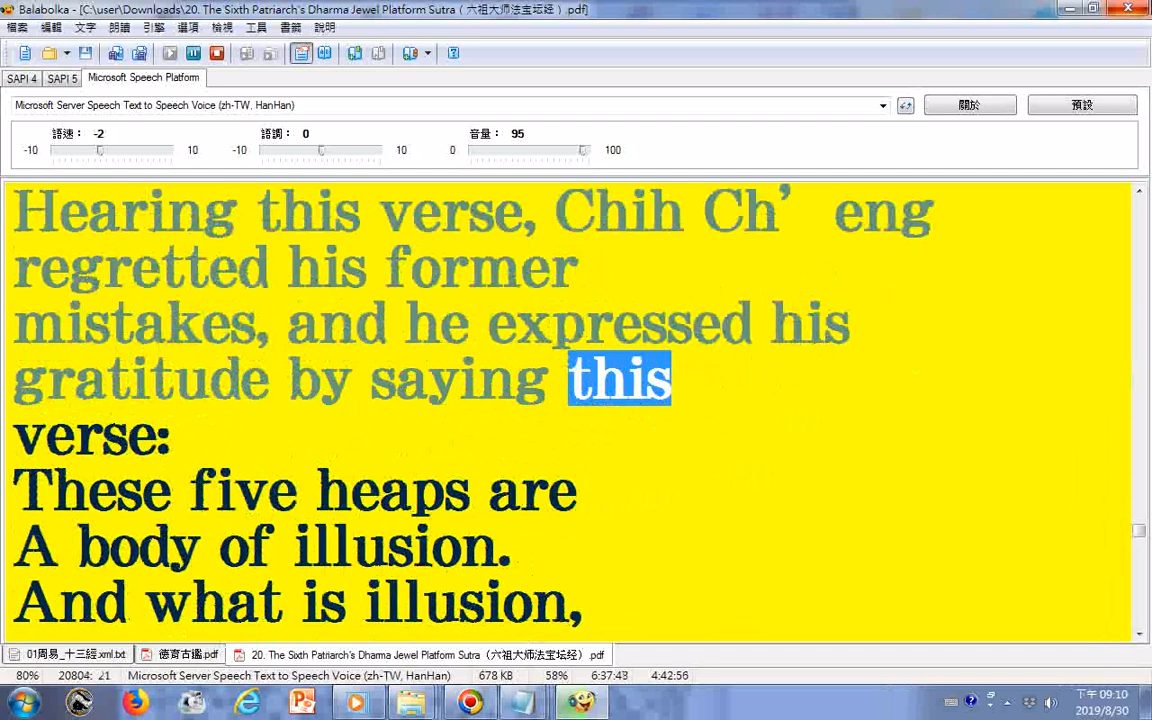 Balabolka - [C:\user\Downloads\20. The Sixth Patriarch's Dharma Jewel Platform Sutra（六祖大师法宝坛经）.pdf]
檔案 編輯 文字 朗讀 引擎 選項 檢視 工具 書籤 說明
SAPI 4 SAPI 5 Microsoft Speech Platform
Microsoft Server Speech Text to Speech Voice (zh-TW, HanHan) 關於 預設
語速： -2 語調： 0 音量： 95
-10 10 -10 10 0 100
Hearing this verse, Chih Ch’ eng
regretted his former
mistakes, and he expressed his
gratitude by saying this
verse:
These five heaps are
A body of illusion.
And what is illusion,
01周易_十三經.xml.txt 德育古鑑.pdf 20. The Sixth Patriarch's Dharma Jewel Platform Sutra（六祖大师法宝坛经）.pdf
80% 20804: 21 Microsoft Server Speech Text to Speech Voice (zh-TW, HanHan) 678 KB 58% 6:37:43 4:42:56
下午 09:10
2019/8/30